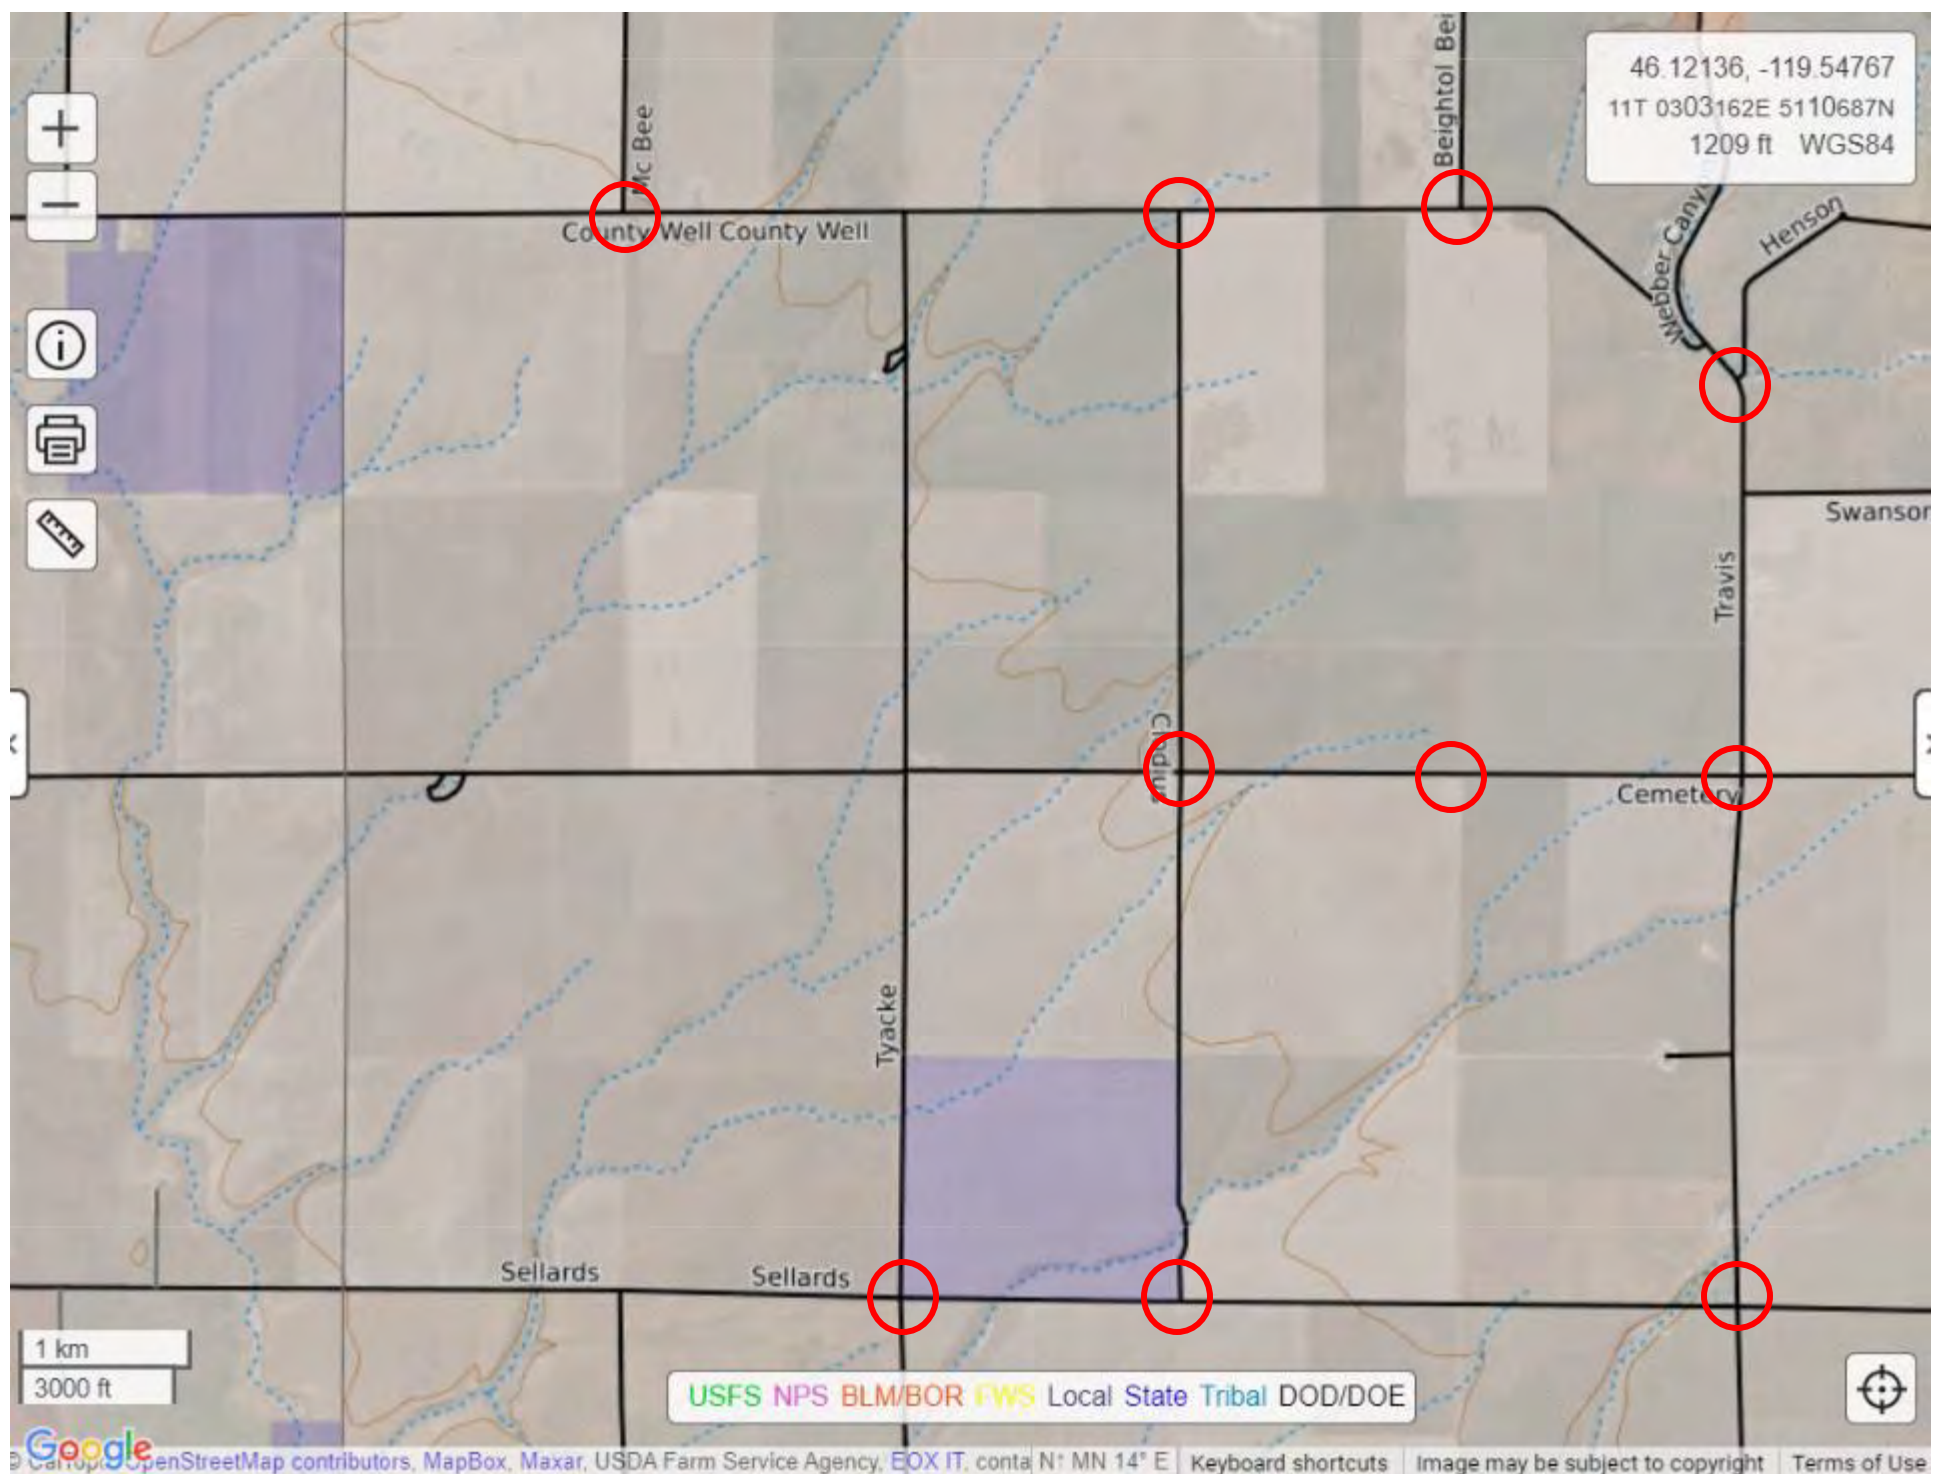 Beightol Bei
46.12136, -119.54767
11T 0303162E 5110687N
1209 ft WGS84
+
Mc Bee
−
Henson
County Well County Well
Swanson
Travis
Cemetery
Tyacke
Sellards
Sellards
1 km
3000 ft
USFS NPS BLM/BOR FWS Local State Tribal DOD/DOE
Google
OpenStreetMap contributors, MapBox, Maxar, USDA Farm Service Agency, EOX IT, conta N↑ MN 14° E Keyboard shortcuts Image may be subject to copyright Terms of Use